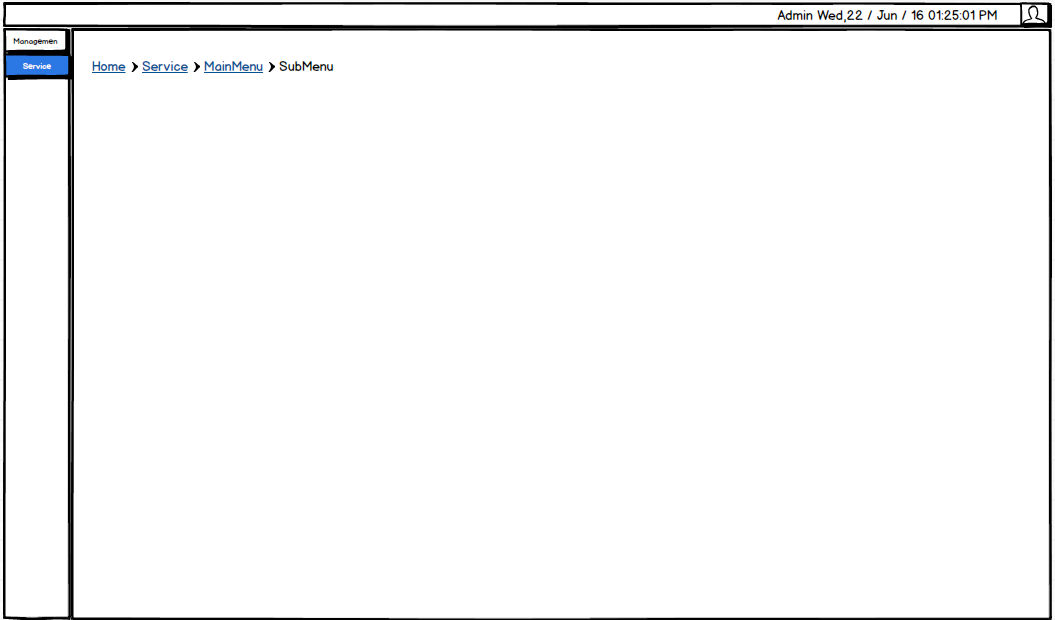 Admin Wed,22 / Jun / 16 01:25:01 PM
Managemen
Service
Home > Service > MainMenu > SubMenu